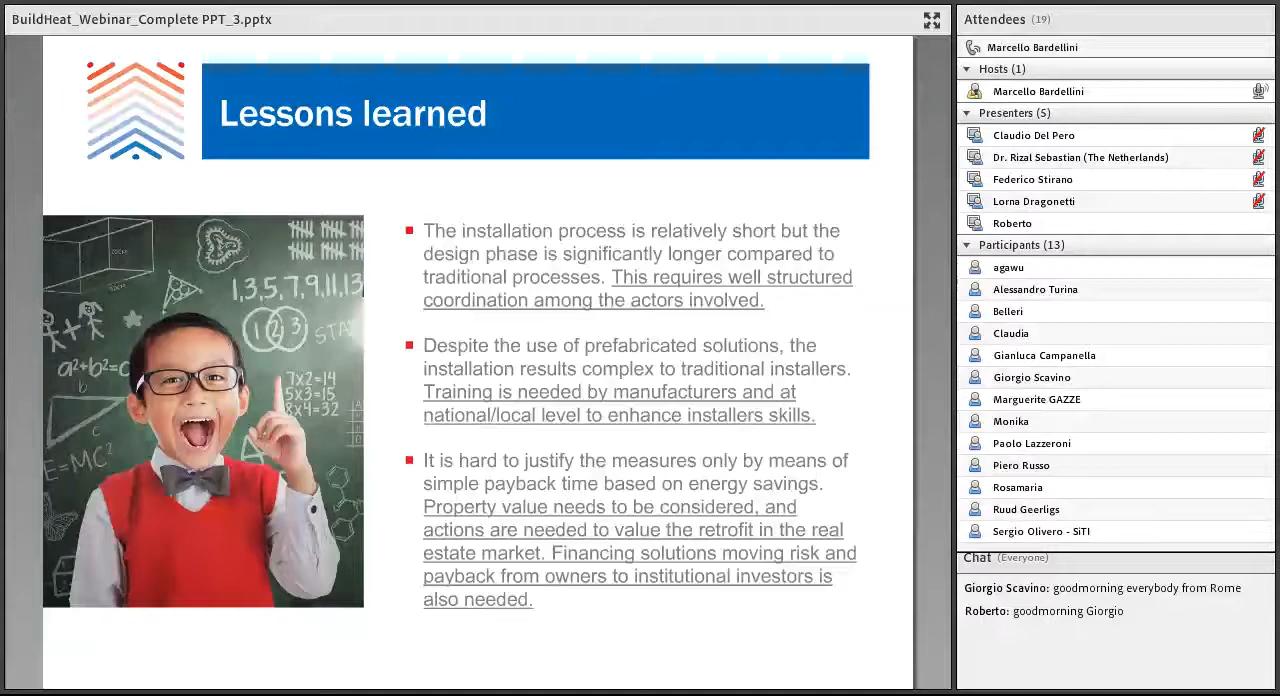 BuildHeat_Webinar_Complete PPT_3.pptx
Lessons learned
20CM
50CM
1,3,5,7,9,11,13
1 2 3
STA
a²+b²=c
b
7x2=14
5x3=15
8x4=32
c
A
E=MC²
The installation process is relatively short but the
design phase is significantly longer compared to
traditional processes. This requires well structured
coordination among the actors involved.
Despite the use of prefabricated solutions, the
installation results complex to traditional installers.
Training is needed by manufacturers and at
national/local level to enhance installers skills.
It is hard to justify the measures only by means of
simple payback time based on energy savings.
Property value needs to be considered, and
actions are needed to value the retrofit in the real
estate market. Financing solutions moving risk and
payback from owners to institutional investors is
also needed.
Attendees (19)
Marcello Bardellini
Hosts (1)
Marcello Bardellini
Presenters (5)
Claudio Del Pero
Dr. Rizal Sebastian (The Netherlands)
Federico Stirano
Lorna Dragonetti
Roberto
Participants (13)
agawu
Alessandro Turina
Belleri
Claudia
Gianluca Campanella
Giorgio Scavino
Marguerite GAZZE
Monika
Paolo Lazzeroni
Piero Russo
Rosamaria
Ruud Geerligs
Sergio Olivero - SiTI
Chat (Everyone)
Giorgio Scavino: goodmorning everybody from Rome
Roberto: goodmorning Giorgio